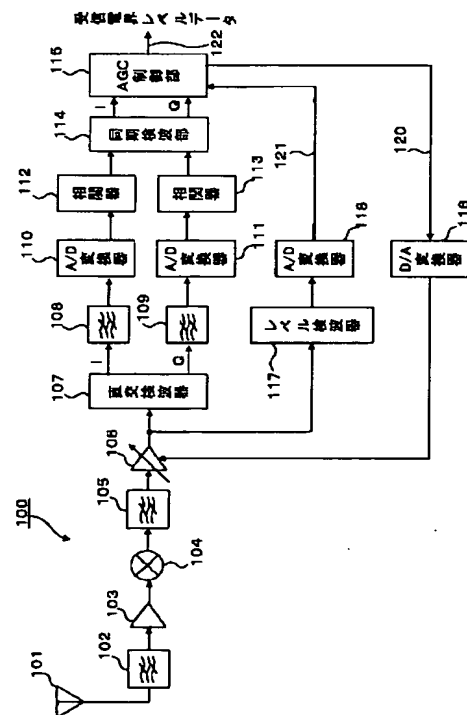 100
101
102
103
104
105
106
107
直交検波器
I
Q
108
109
110
A/D
変換器
111
A/D
変換器
112
相関器
113
相関器
114
同期検波部
I
Q
115
AGC
制御部
受信電界レベルデータ
122
117
レベル検波器
118
A/D
変換器
121
120
116
D/A
変換器